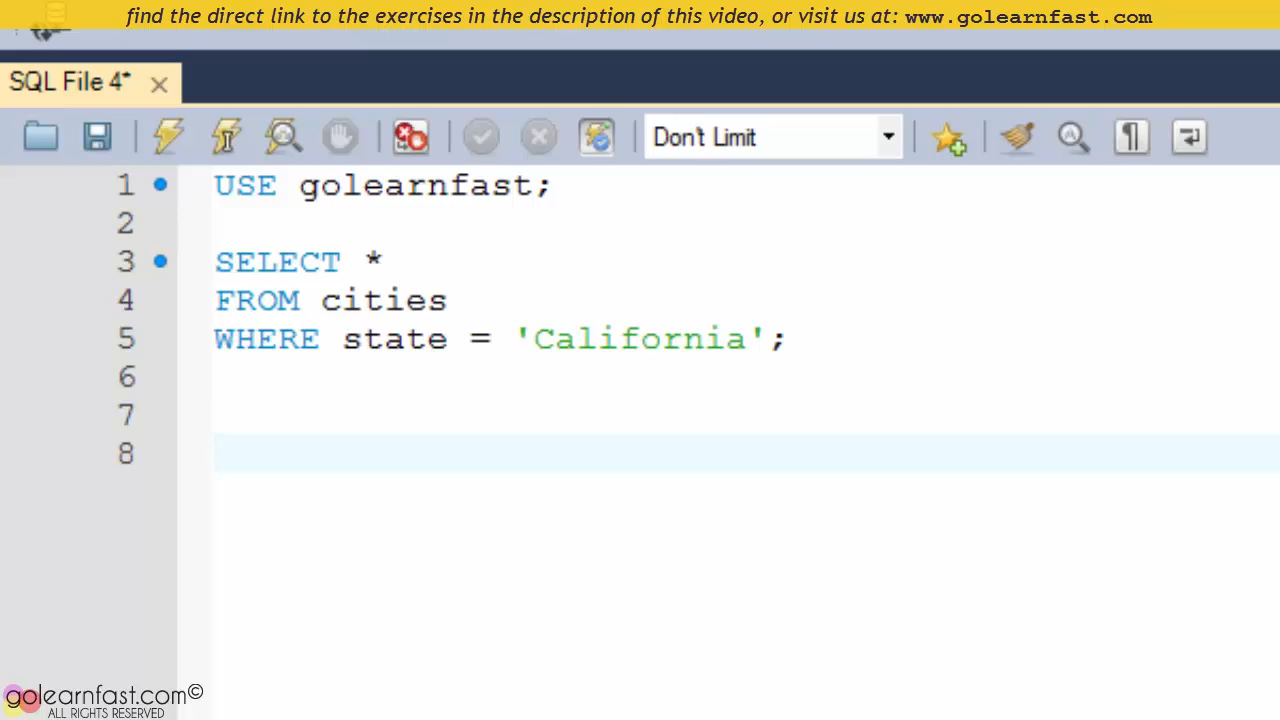 find the direct link to the exercises in the description of this video, or visit us at: www.golearnfast.com
SQL File 4*
Don't Limit
1 USE golearnfast;
2
3 SELECT *
4 FROM cities
5 WHERE state = 'California';
6
7
8
golearnfast.com©
ALL RIGHTS RESERVED